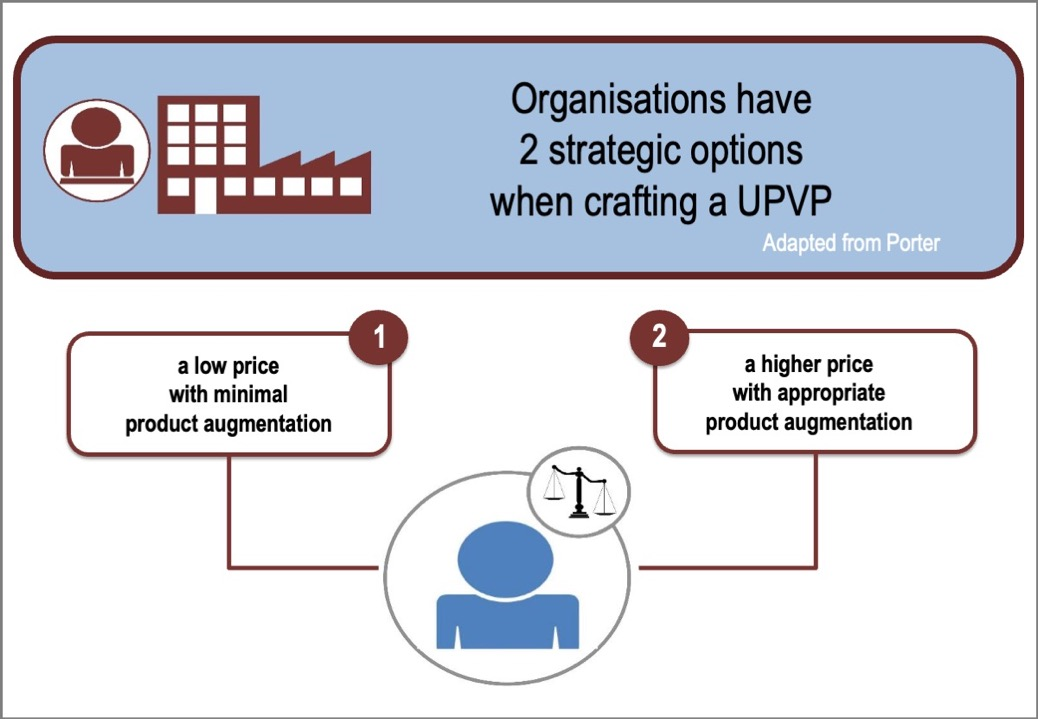 Organisations have
2 strategic options
when crafting a UPVP
Adapted from Porter
1
a low price
with minimal
product augmentation
2
a higher price
with appropriate
product augmentation